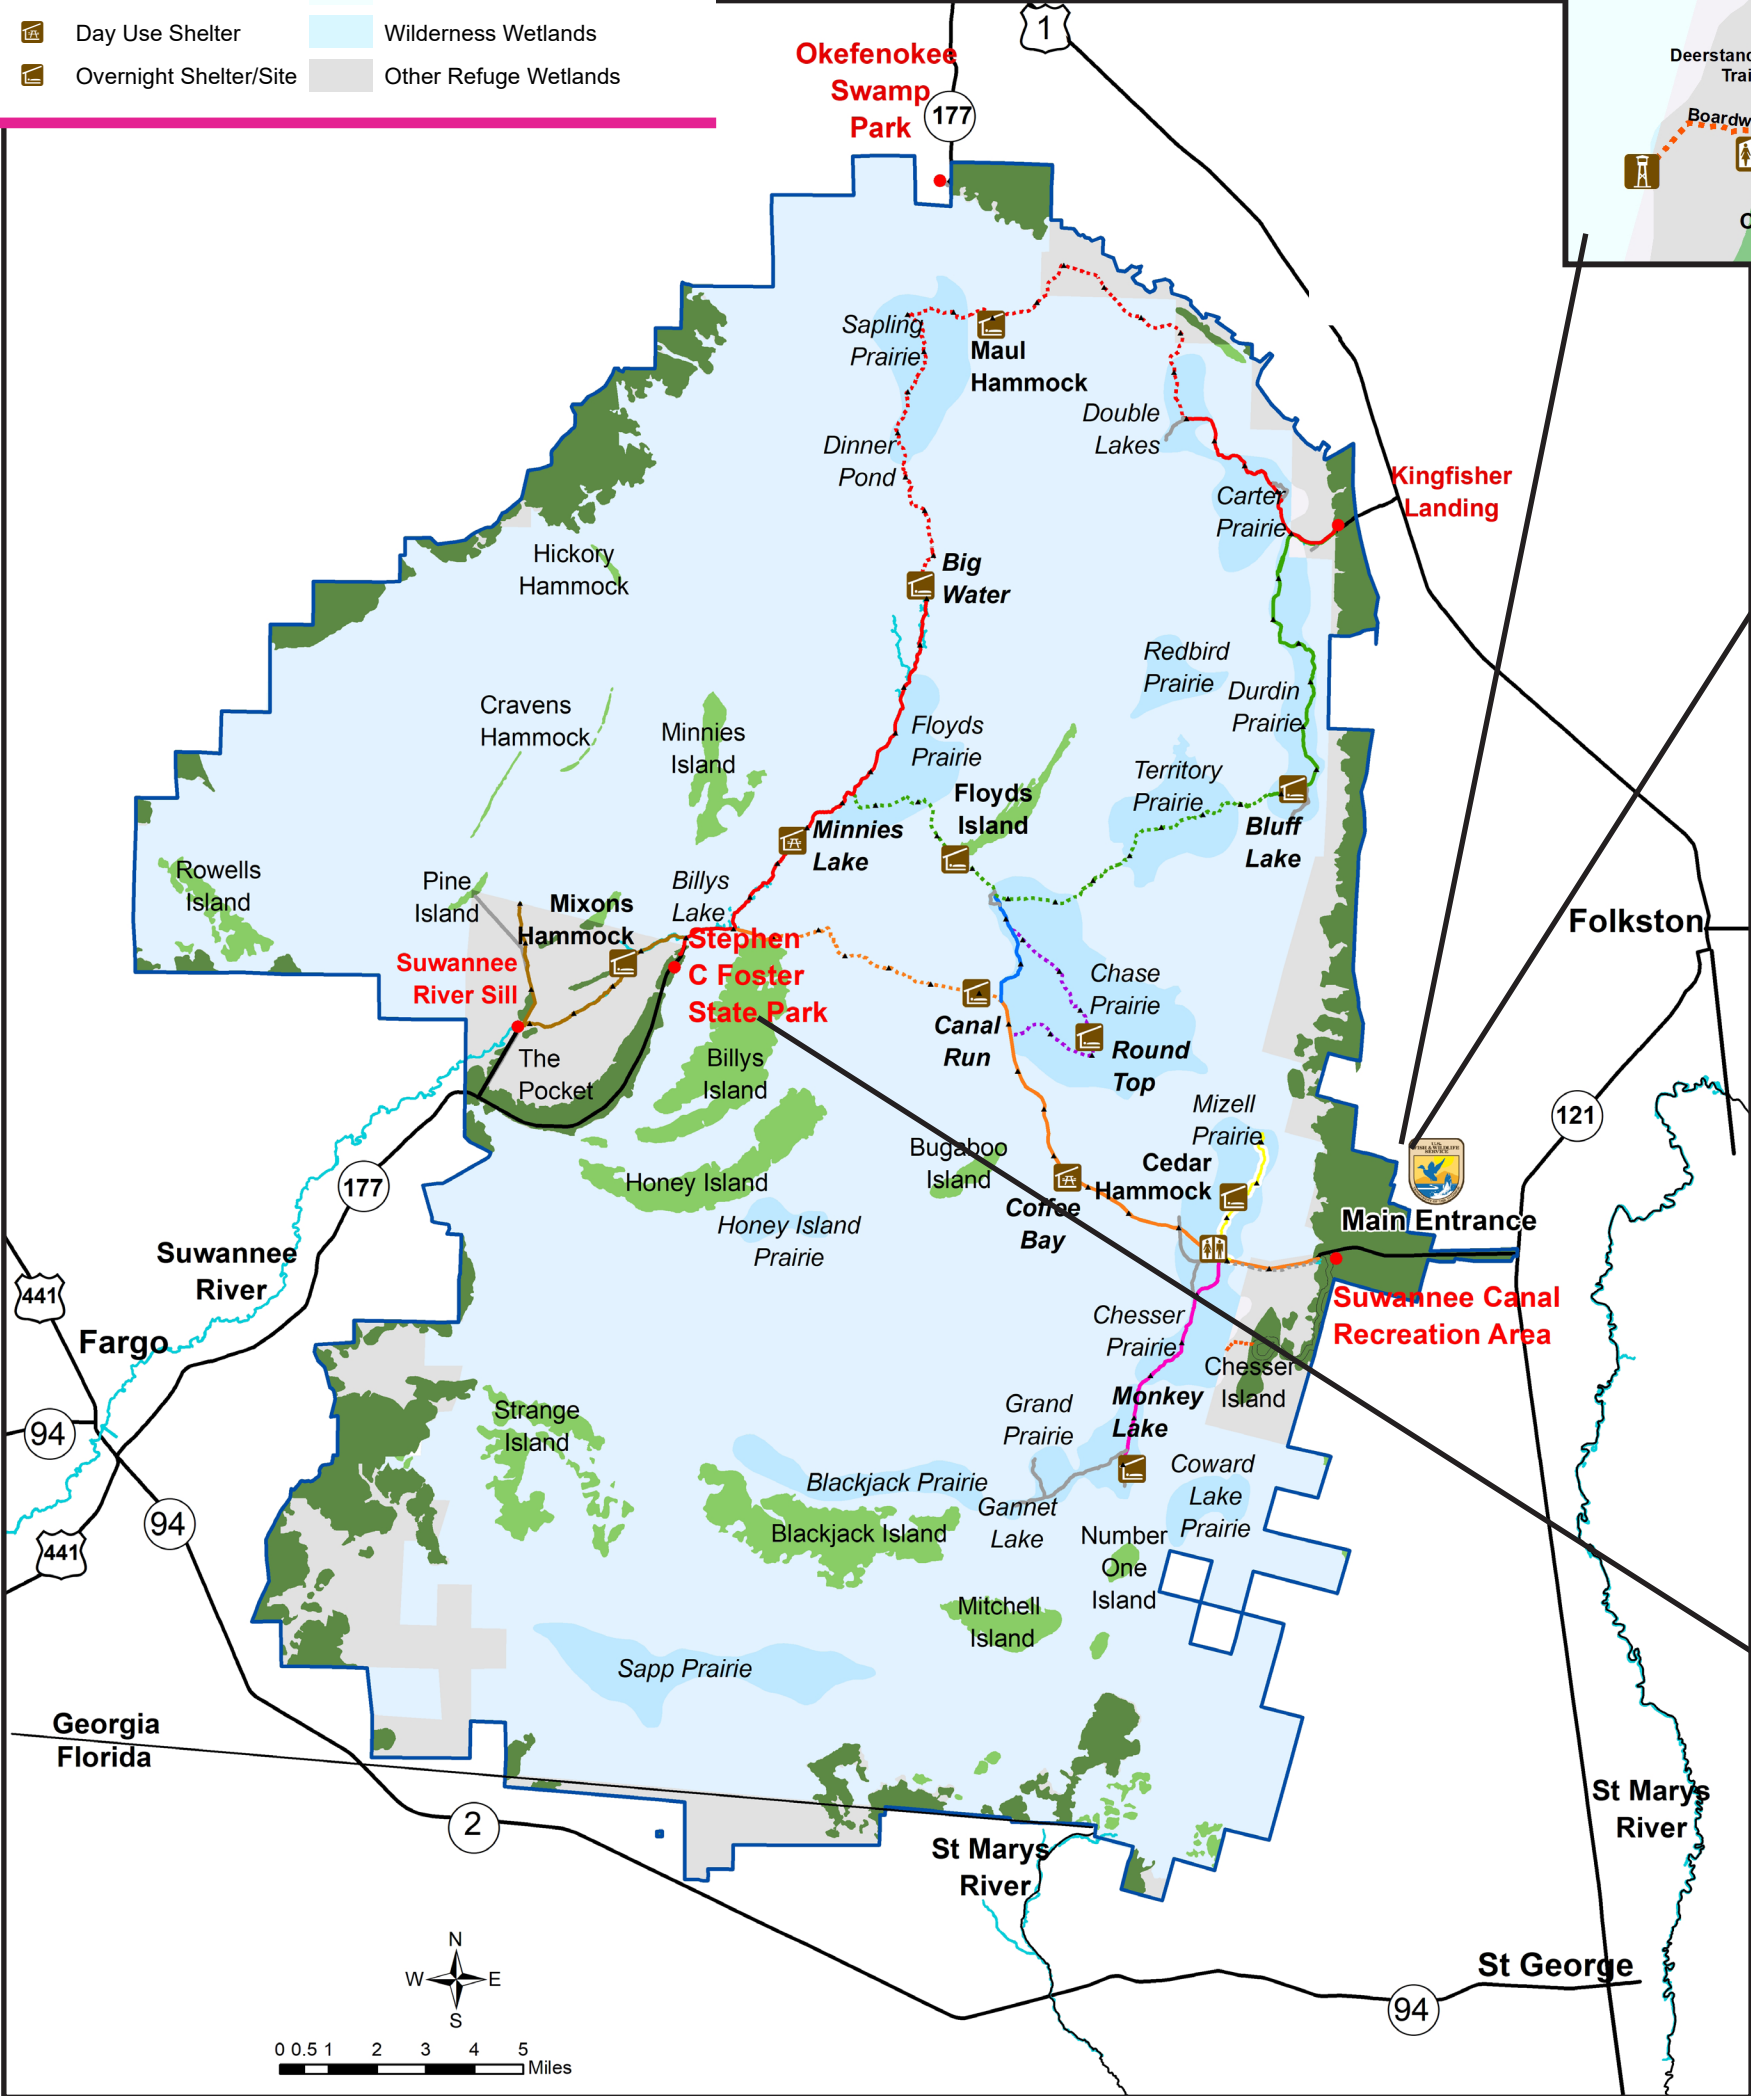 Day Use Shelter
Wilderness Wetlands
Overnight Shelter/Site
Other Refuge Wetlands
1
Okefenokee
Swamp
Park
177
Boardw
Sapling
Prairie
Maul
Hammock
Double
Lakes
Dinner
Pond
Carter
Prairie
Kingfisher
Landing
Hickory
Hammock
Big
Water
Redbird
Prairie
Durdin
Prairie
Cravens
Hammock
Minnies
Island
Floyds
Prairie
Territory
Prairie
Floyds
Island
Bluff
Lake
Minnies
Lake
Rowells
Island
Pine
Island
Mixons
Hammock
Billys
Lake
Folkston
Suwannee
River Sill
Stephen
C Foster
State Park
Chase
Prairie
Canal
Run
Round
Top
The
Pocket
Billys
Island
Mizell
Prairie
121
Bugaboo
Island
Cedar
Hammock
U.S.
FISH & WILDLIFE
SERVICE
177
Honey Island
Honey Island
Prairie
Coffee
Bay
Main Entrance
Suwannee
River
441
Fargo
Suwannee Canal
Recreation Area
Chesser
Prairie
Chesser
Island
Monkey
Lake
Grand
Prairie
94
Strange
Island
Blackjack Prairie
Coward
Lake
Prairie
Gannet
Lake
94
441
Blackjack Island
Number
One
Island
Mitchell
Island
Sapp Prairie
Georgia
Florida
2
St Marys
River
St Marys
River
N
W E
S
St George
94
0 0.5 1 2 3 4 5
Miles
Deerstand
Trai
C